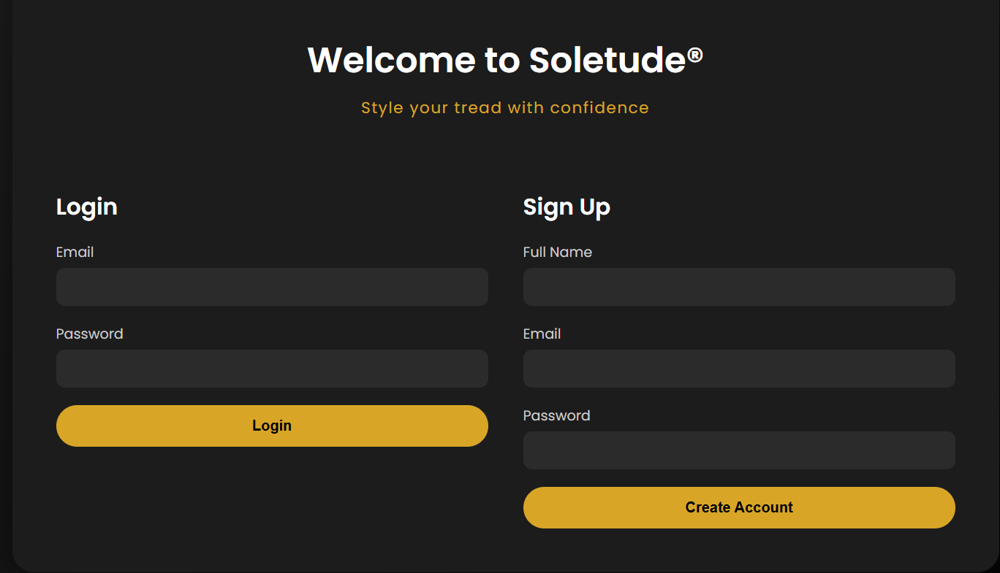 Welcome to Soletude®
Style your tread with confidence
Login
Email
Password
Login
Sign Up
Full Name
Email
Password
Create Account